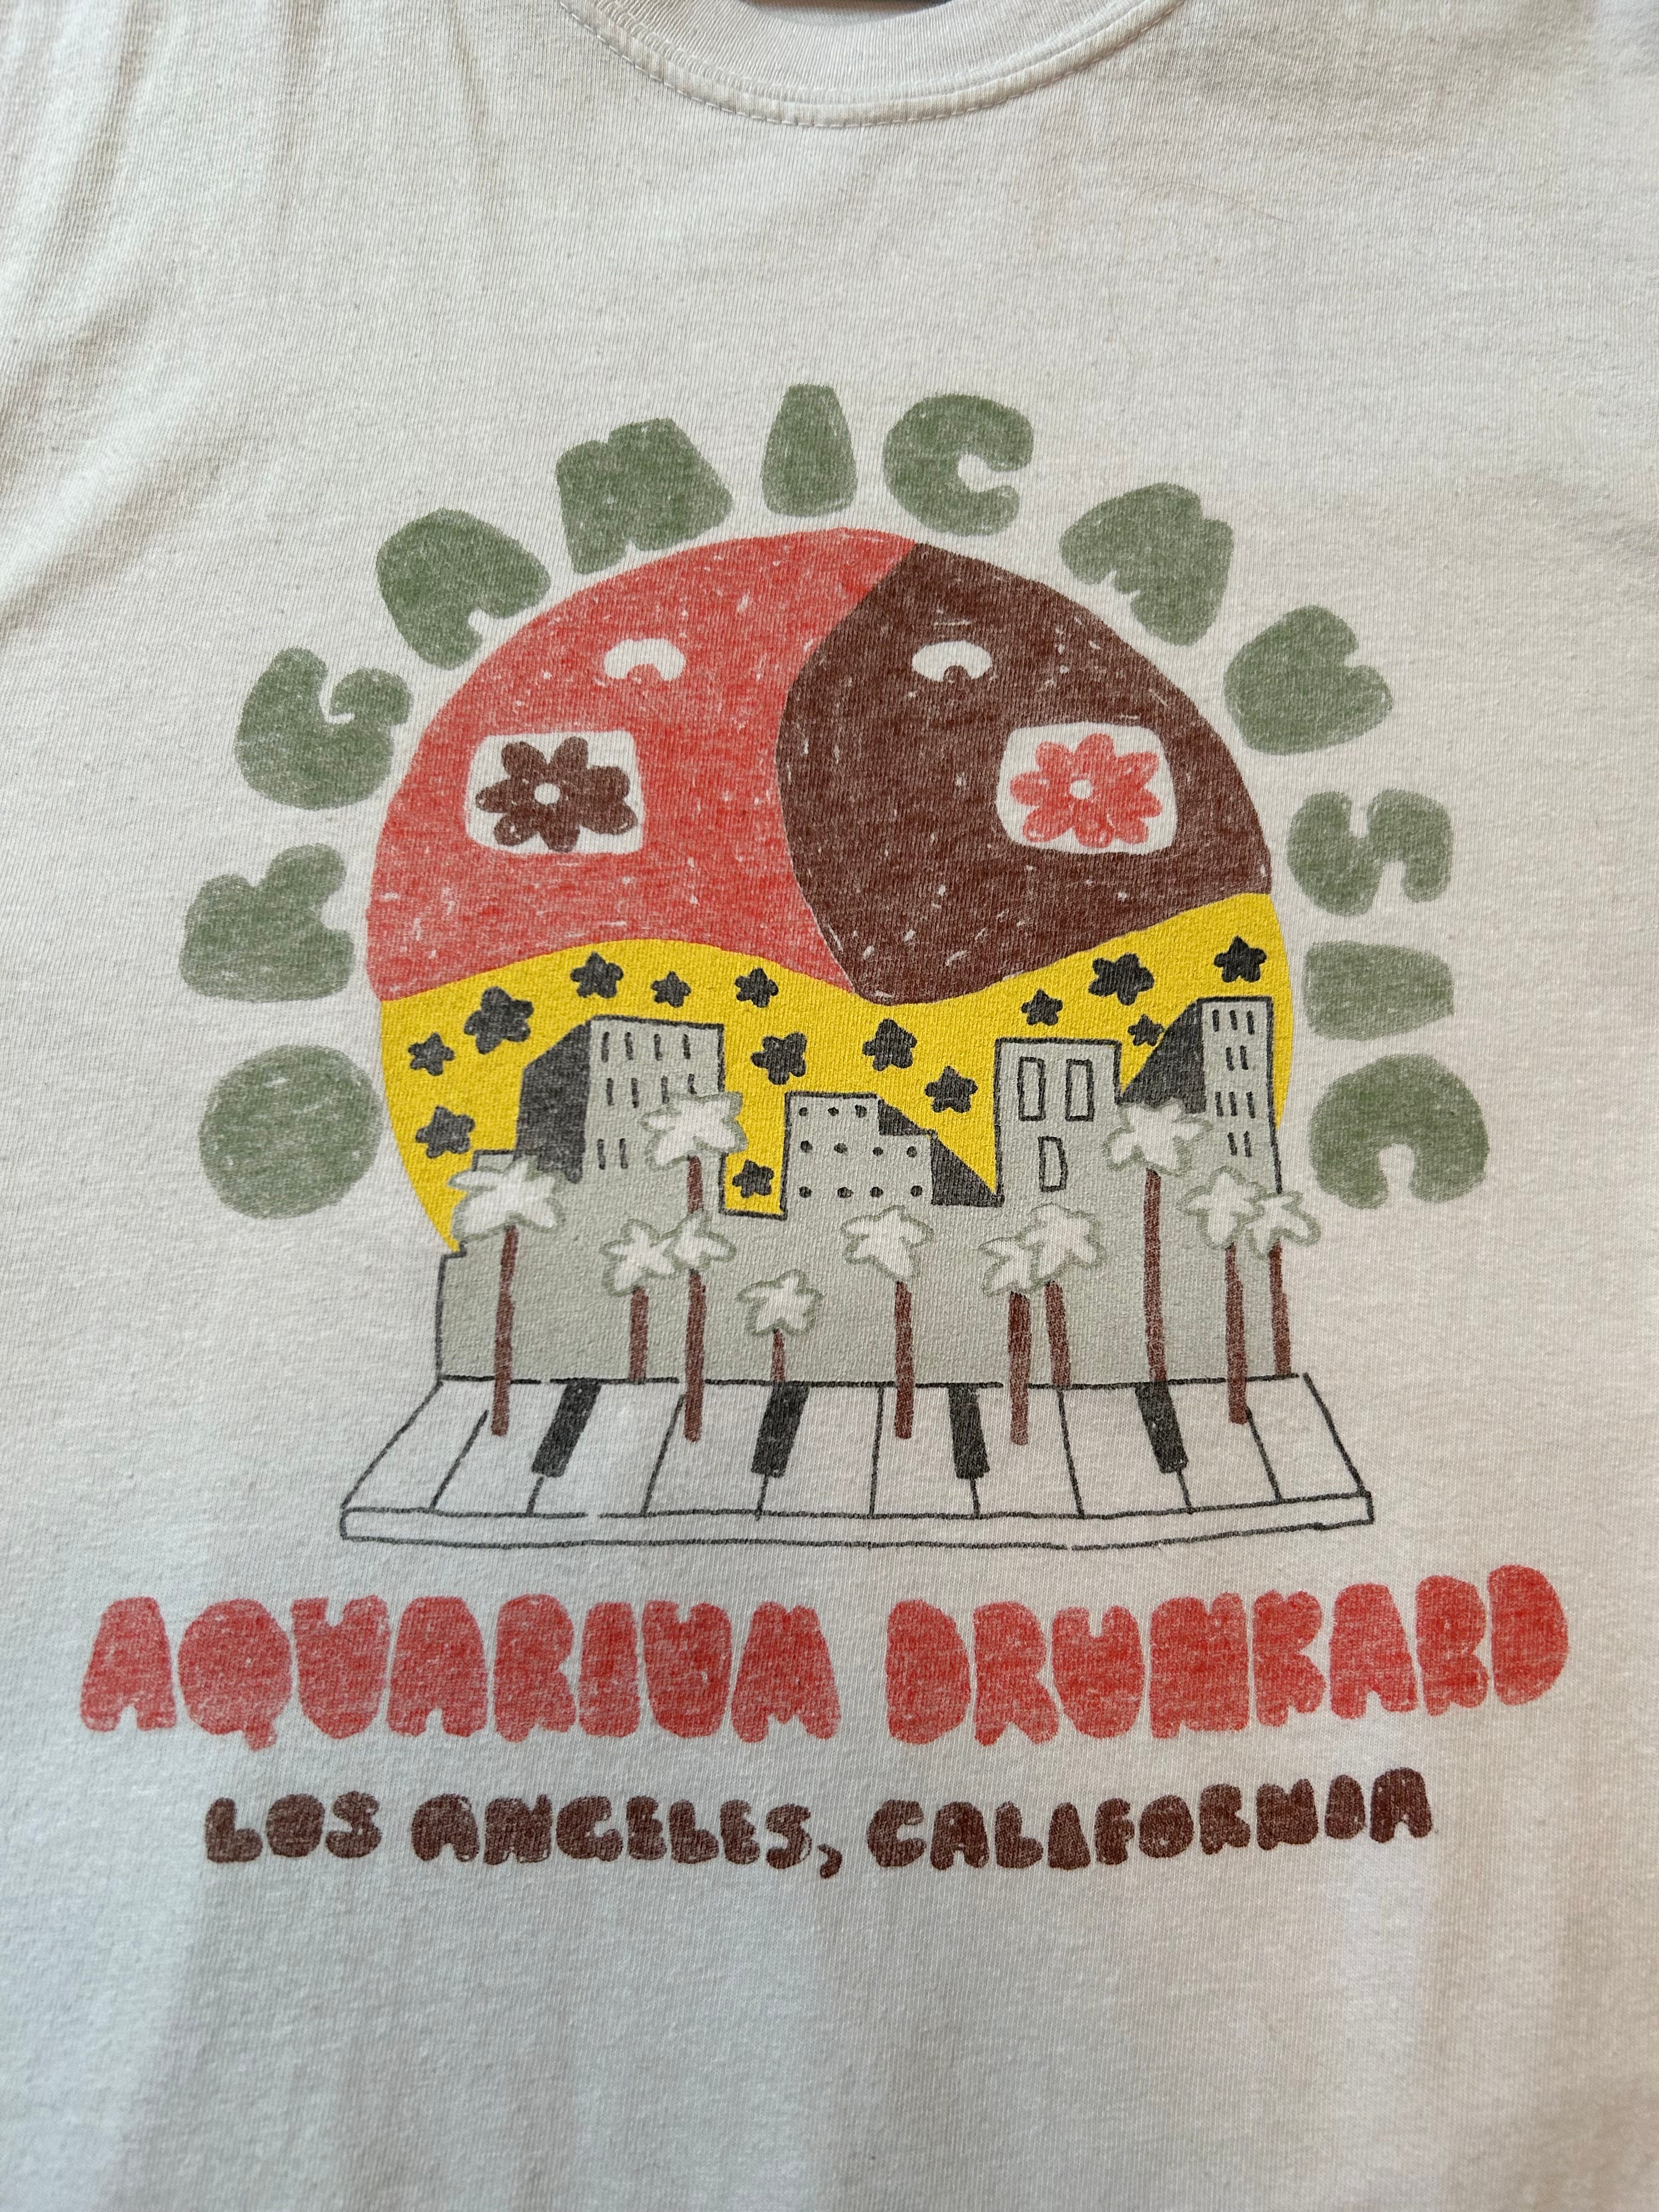 ORGANIC MUSIC
AQUARIUM DRUNKARD
LOS ANGELES, CALIFORNIA